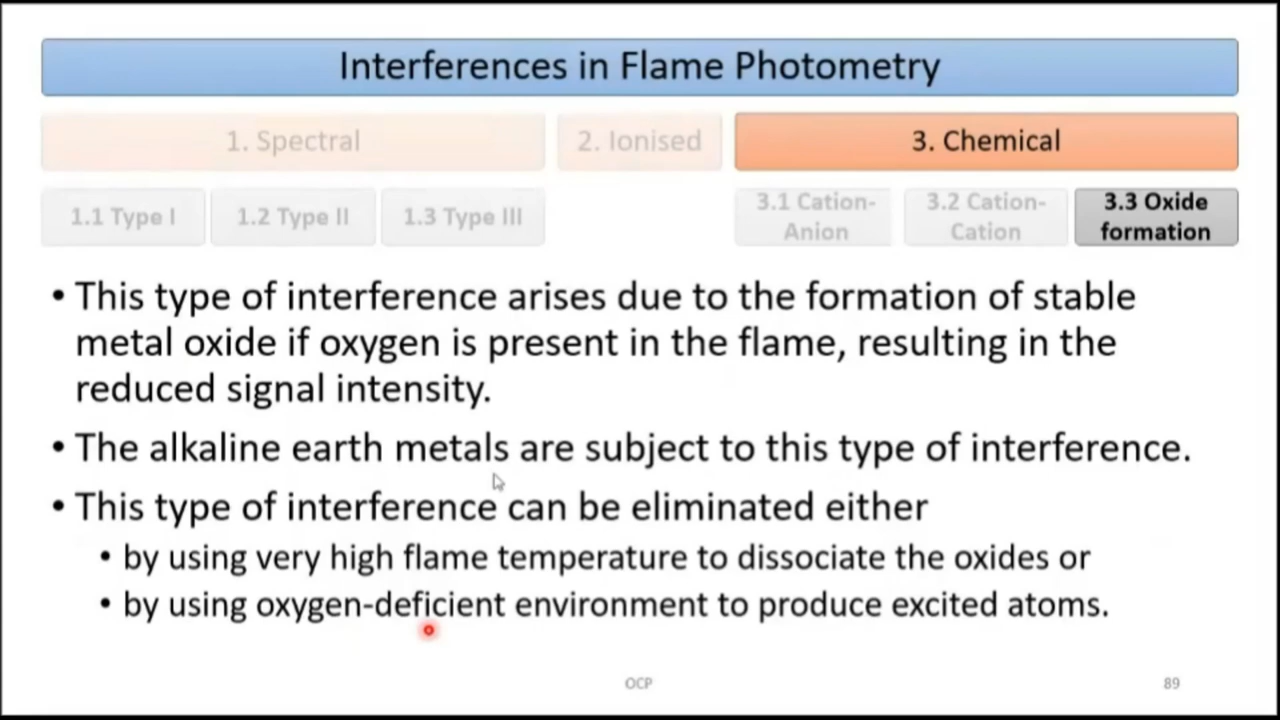 Interferences in Flame Photometry
1. Spectral
2. Ionised
3. Chemical
1.1 Type I
1.2 Type II
1.3 Type III
3.1 Cation-
Anion
3.2 Cation-
Cation
3.3 Oxide
formation
• This type of interference arises due to the formation of stable
metal oxide if oxygen is present in the flame, resulting in the
reduced signal intensity.
• The alkaline earth metals are subject to this type of interference.
• This type of interference can be eliminated either
• by using very high flame temperature to dissociate the oxides or
• by using oxygen-deficient environment to produce excited atoms.
OCP
89